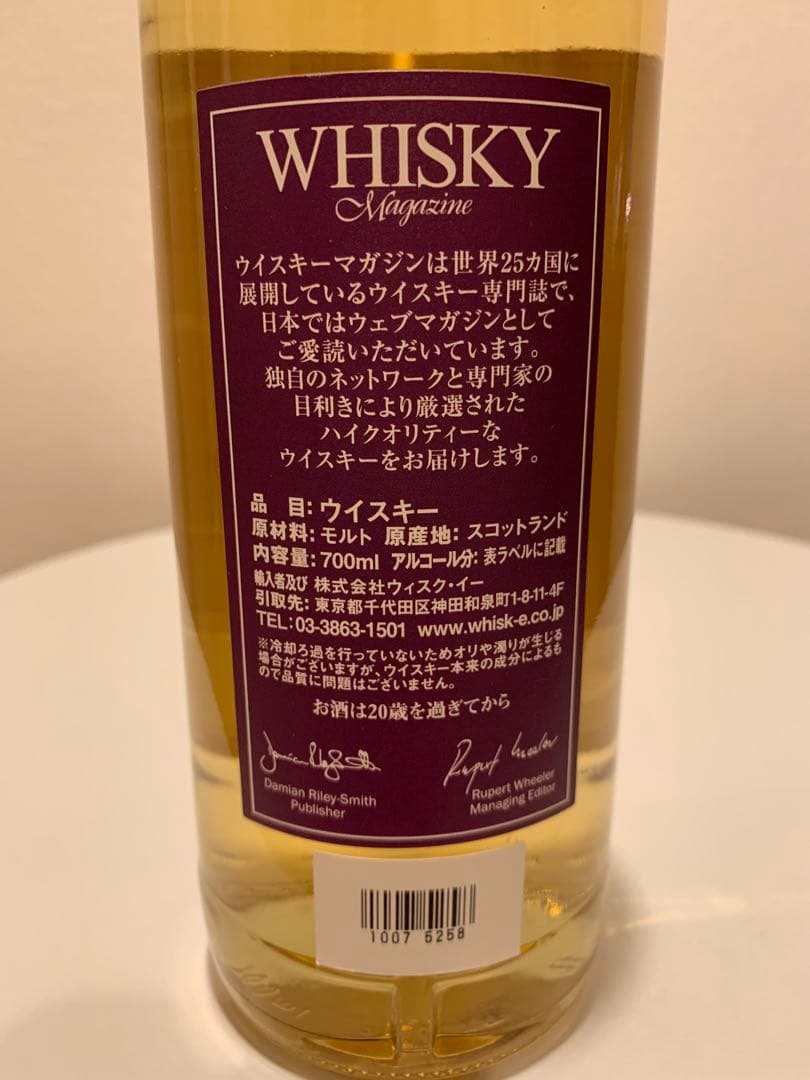 WHISKY
Magazine
ウイスキーマガジンは世界25カ国に
展開しているウイスキー専門誌で、
日本ではウェブマガジンとして
ご愛読いただいています。
独自のネットワークと専門家の
目利きにより厳選された
ハイクオリティーな
ウイスキーをお届けします。
品 目：ウイスキー
原材料：モルト 原産地：スコットランド
内容量：700ml アルコール分：表ラベルに記載
輸入者及び 株式会社ウィスク・イー
引取先：東京都千代田区神田和泉町1-8-11-4F
TEL：03-3863-1501 www.whisk-e.co.jp
※冷却ろ過を行っていないためオリや濁りが生じる
場合がございますが、ウイスキー本来の成分によるも
ので品質に問題はございません。
お酒は20歳を過ぎてから
Damian Riley-Smith
Publisher
Rupert Wheeler
Rupert Wheeler
Managing Editor
1007 5258